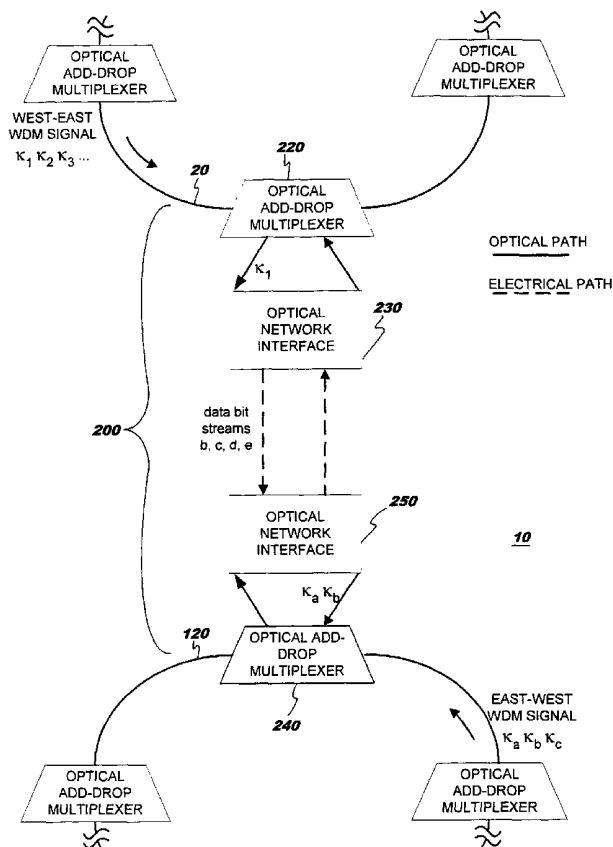 OPTICAL
ADD-DROP
MULTIPLEXER
OPTICAL
ADD-DROP
MULTIPLEXER
WEST-EAST
WDM SIGNAL
κ1 κ2 κ3 ...
20
220
OPTICAL
ADD-DROP
MULTIPLEXER
OPTICAL PATH
κ1
ELECTRICAL PATH
OPTICAL
NETWORK
INTERFACE
230
200
data bit
streams
b, c, d, e
OPTICAL
NETWORK
INTERFACE
250
10
κa κb
120
OPTICAL ADD-
DROP
MULTIPLEXER
240
EAST-WEST
WDM SIGNAL
κa κb κc
OPTICAL
ADD-DROP
MULTIPLEXER
OPTICAL
ADD-DROP
MULTIPLEXER